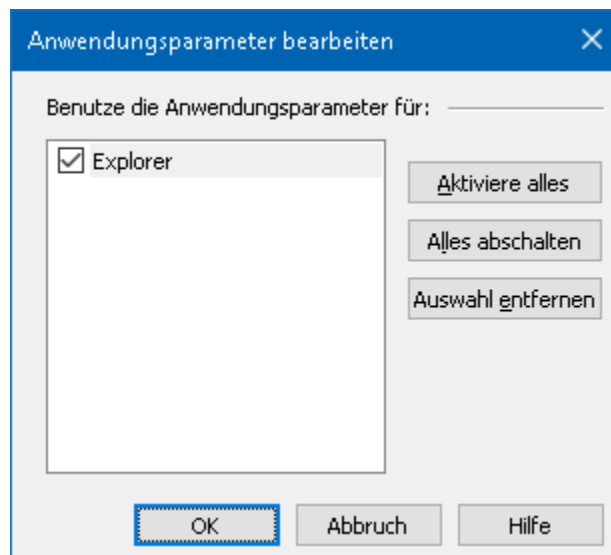 Anwendungsparameter bearbeiten
Benutze die Anwendungsparameter für:
Explorer
Aktiviere alles
Alles abschalten
Auswahl entfernen
OK
Abbruch
Hilfe